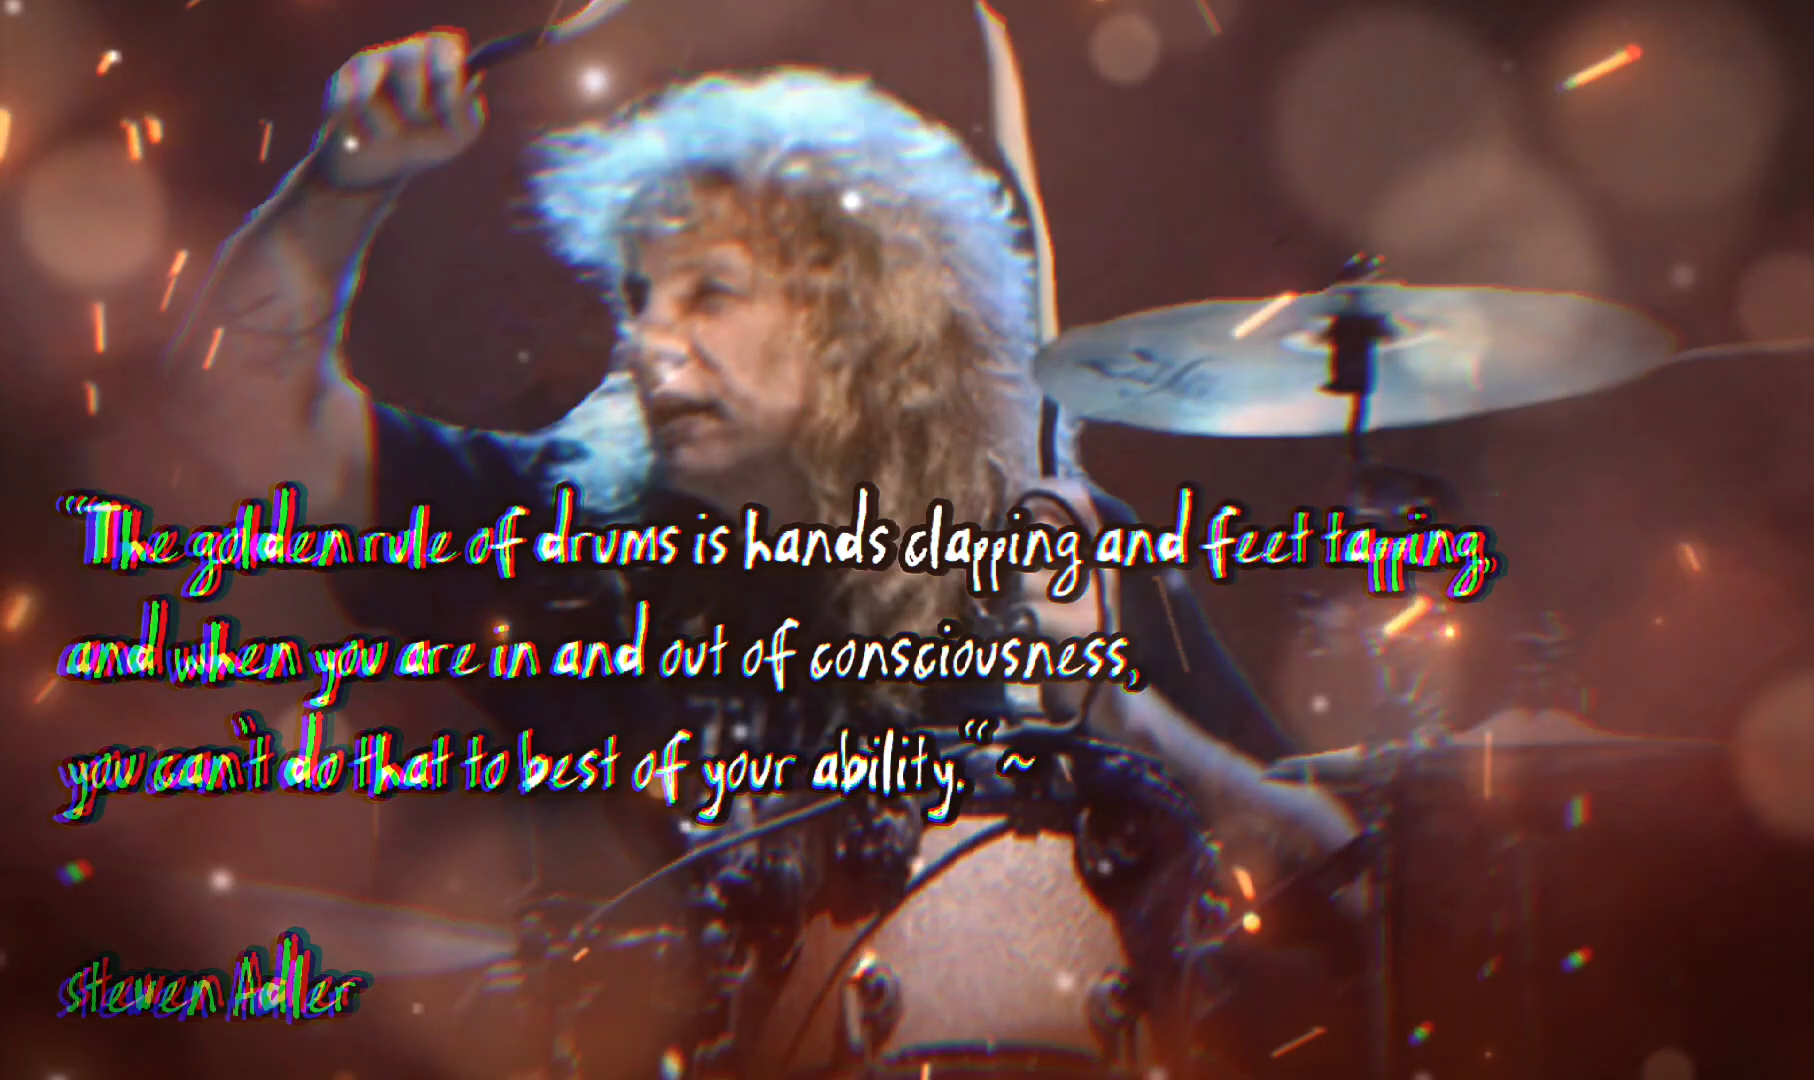 “The golden rule of drums is hands clapping and feet tapping,
and when you are in and out of consciousness,
you can't do that to best of your ability.“~
steven Adler